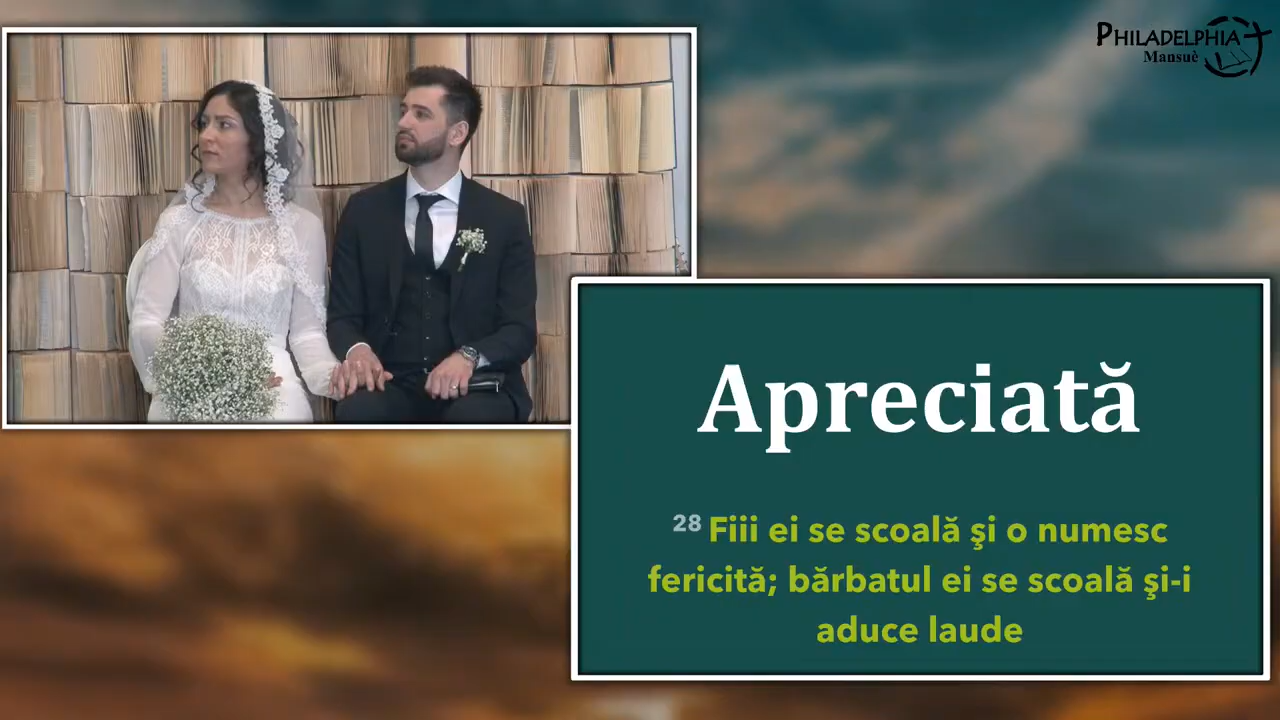 PHILADELPHIA
Mansuè
Apreciată
28 Fiii ei se scoală şi o numesc
fericită; bărbatul ei se scoală şi-i
aduce laude